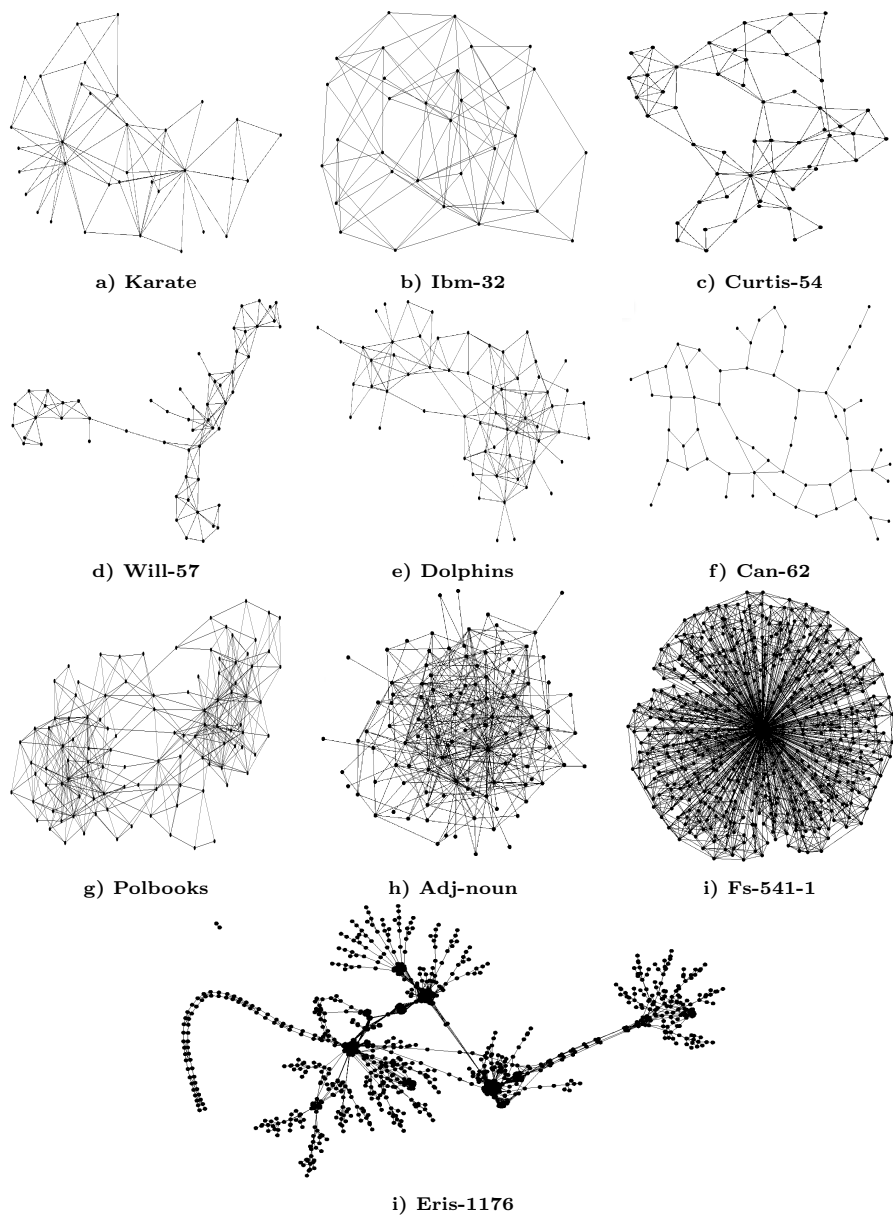 a) Karate
b) Ibm-32
c) Curtis-54
d) Will-57
e) Dolphins
f) Can-62
g) Polbooks
h) Adj-noun
i) Fs-541-1
i) Eris-1176